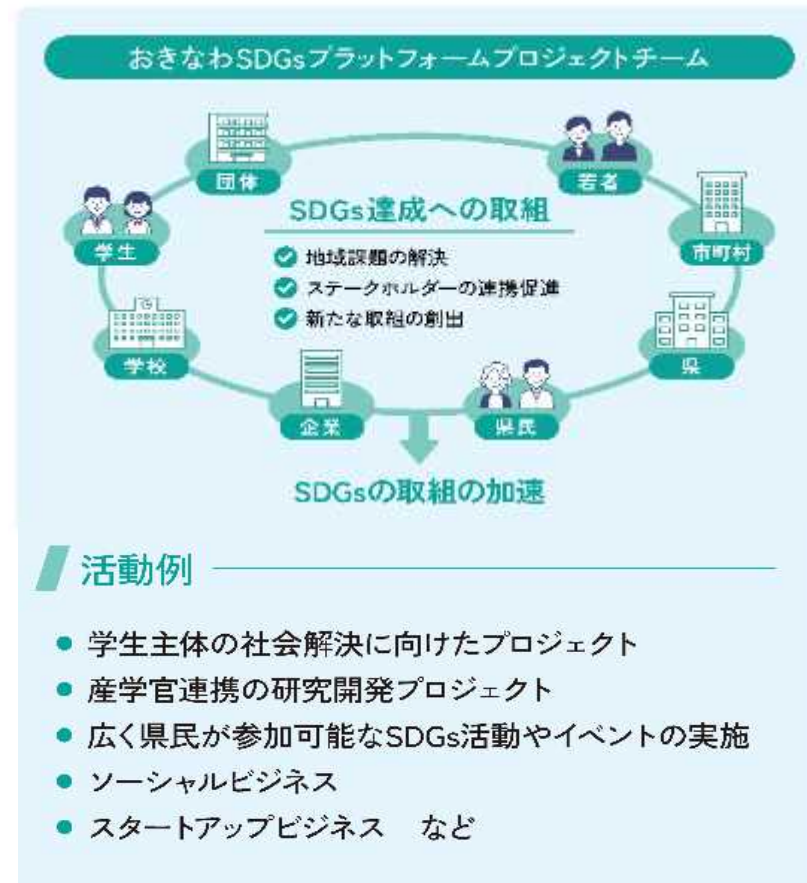 おきなわSDGsプラットフォームプロジェクトチーム
団体
若者
学生
市町村
SDGs達成への取組
地域課題の解決
ステークホルダーの連携促進
新たな取組の創出
学校
県
企業
県民
SDGsの取組の加速
活動例
学生主体の社会解決に向けたプロジェクト
産学官連携の研究開発プロジェクト
広く県民が参加可能なSDGs活動やイベントの実施
ソーシャルビジネス
スタートアップビジネス　など